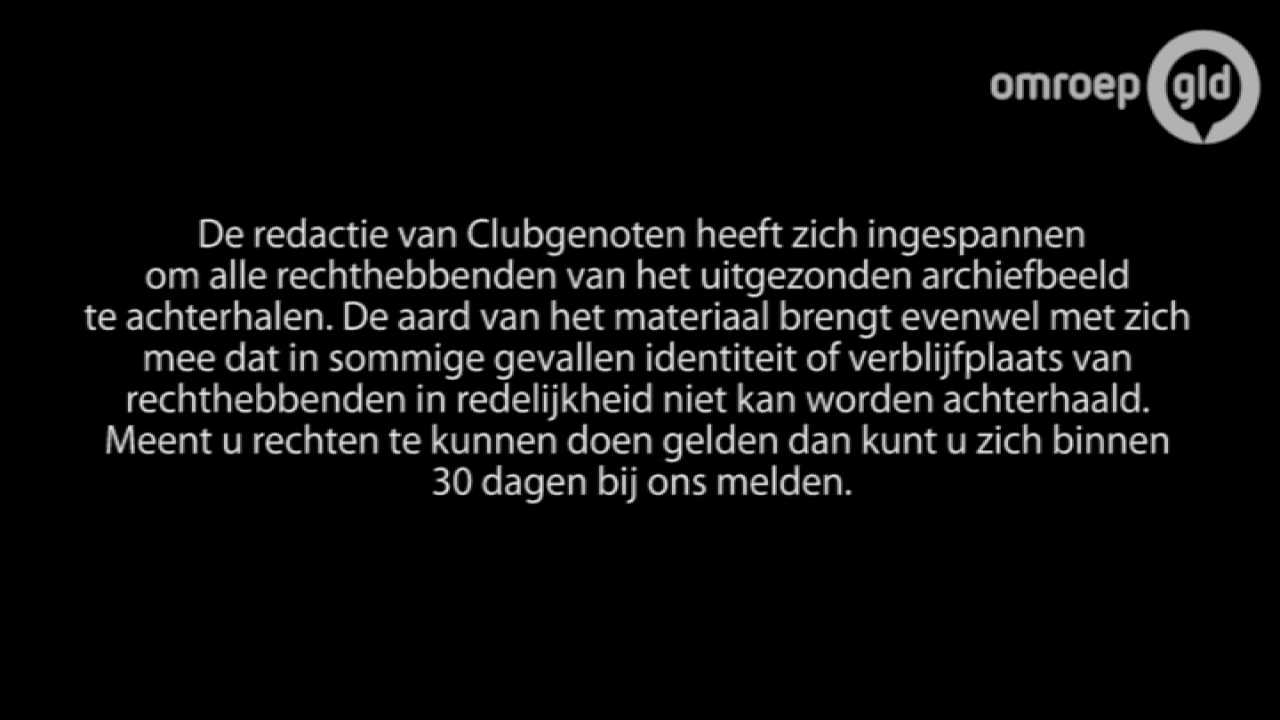 omroep gld
De redactie van Clubgenoten heeft zich ingespannen
om alle rechthebbenden van het uitgezonden archiefbeeld
te achterhalen. De aard van het materiaal brengt evenwel met zich
mee dat in sommige gevallen identiteit of verblijfplaats van
rechthebbenden in redelijkheid niet kan worden achterhaald.
Meent u rechten te kunnen doen gelden dan kunt u zich binnen
30 dagen bij ons melden.